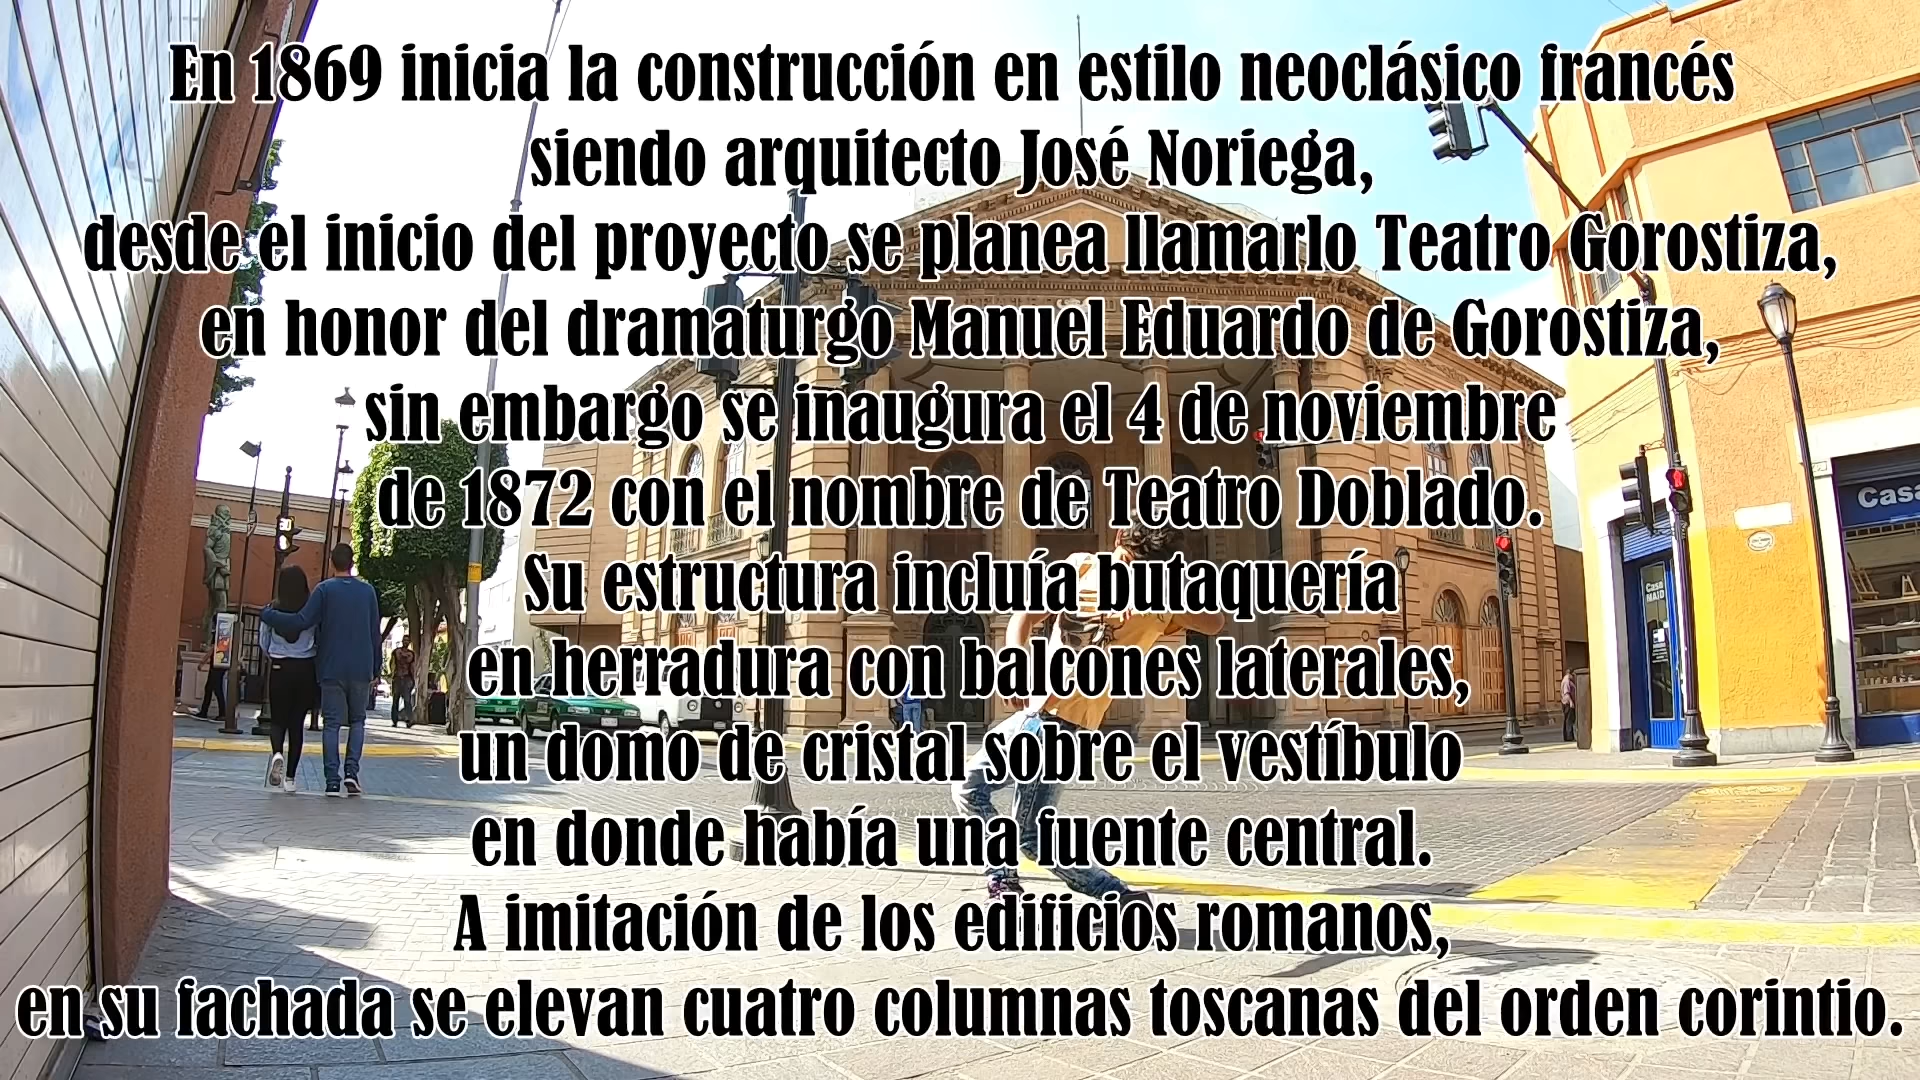 En 1869 inicia la construcción en estilo neoclásico francés
siendo arquitecto José Noriega,
desde el inicio del proyecto se planea llamarlo Teatro Gorostiza,
en honor del dramaturgo Manuel Eduardo de Gorostiza,
sin embargo se inaugura el 4 de noviembre
de 1872 con el nombre de Teatro Doblado.
Su estructura incluía butaquería
en herradura con balcones laterales,
un domo de cristal sobre el vestíbulo
en donde había una fuente central.
A imitación de los edificios romanos,
en su fachada se elevan cuatro columnas toscanas del orden corintio.
Casa
Casa
MAID